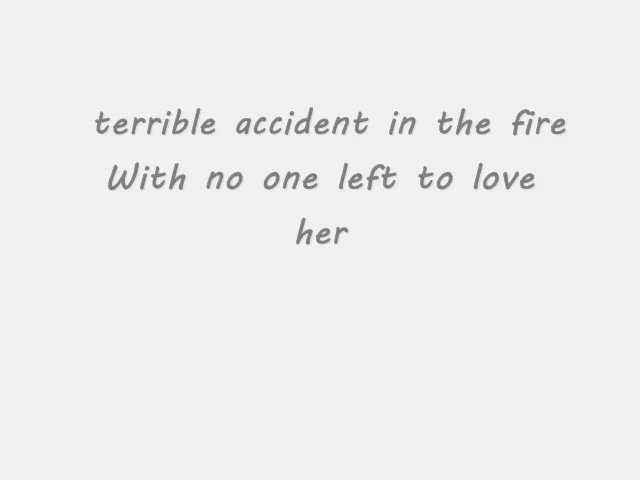 terrible accident in the fire
With no one left to love
her